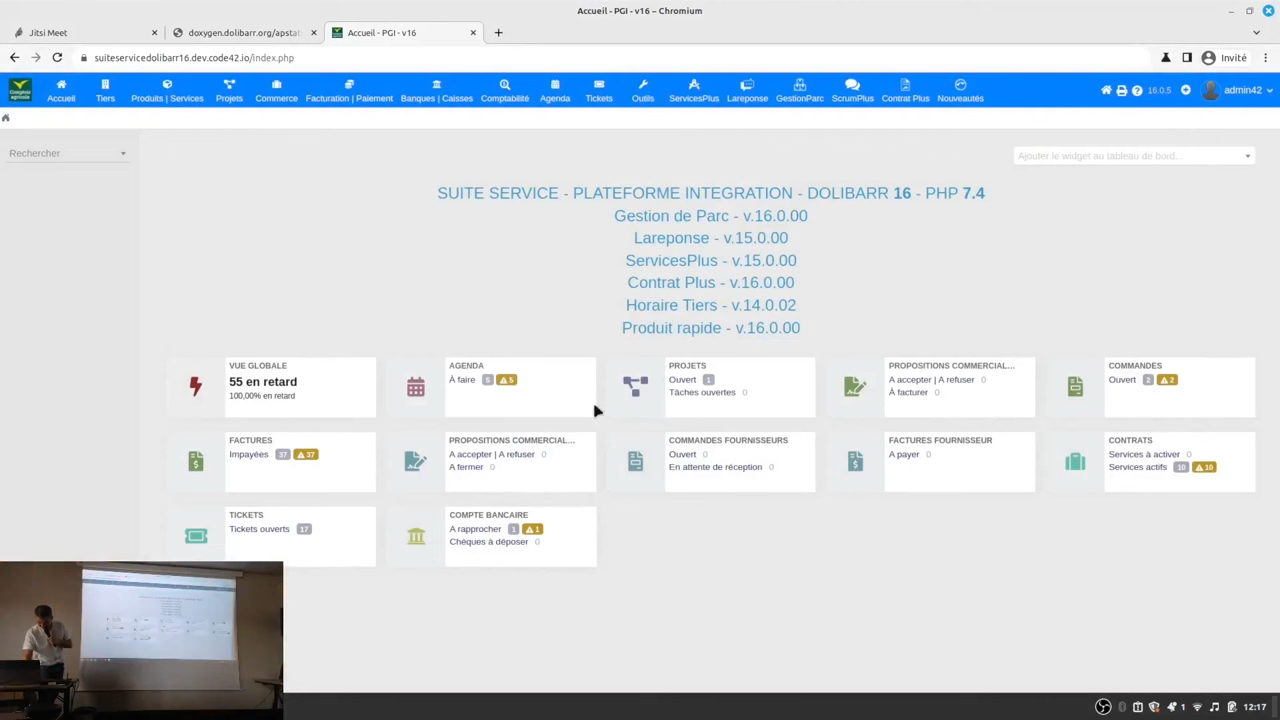 Accueil - PGI - v16 – Chromium
Jitsi Meet
doxygen.dolibarr.org/apstat
Accueil - PGI - v16
suiteservicedolibarr16.dev.code42.io/index.php
Invité
Accueil
Tiers
Produits | Services
Projets
Commerce
Facturation | Paiement
Banques | Caisses
Comptabilité
Agenda
Tickets
Outils
ServicesPlus
Lareponse
GestionParc
ScrumPlus
Contrat Plus
Nouveautés
16.0.5
admin42
Rechercher
Ajouter le widget au tableau de bord...
SUITE SERVICE - PLATEFORME INTEGRATION - DOLIBARR 16 - PHP 7.4
Gestion de Parc - v.16.0.00
Lareponse - v.15.0.00
ServicesPlus - v.15.0.00
Contrat Plus - v.16.0.00
Horaire Tiers - v.14.0.02
Produit rapide - v.16.0.00
VUE GLOBALE
55 en retard
100,00% en retard
AGENDA
À faire 5 5
PROJETS
Ouvert 1
Tâches ouvertes 0
PROPOSITIONS COMMERCIAL...
A accepter | A refuser 0
À facturer 0
COMMANDES
Ouvert 2 2
FACTURES
Impayées 37 37
PROPOSITIONS COMMERCIAL...
A accepter | A refuser 0
A fermer 0
COMMANDES FOURNISSEURS
Ouvert 0
En attente de réception 0
FACTURES FOURNISSEUR
A payer 0
CONTRATS
Services à activer 0
Services actifs 10 10
TICKETS
Tickets ouverts 17
COMPTE BANCAIRE
A rapprocher 1 1
Chèques à déposer 0
1
12:17